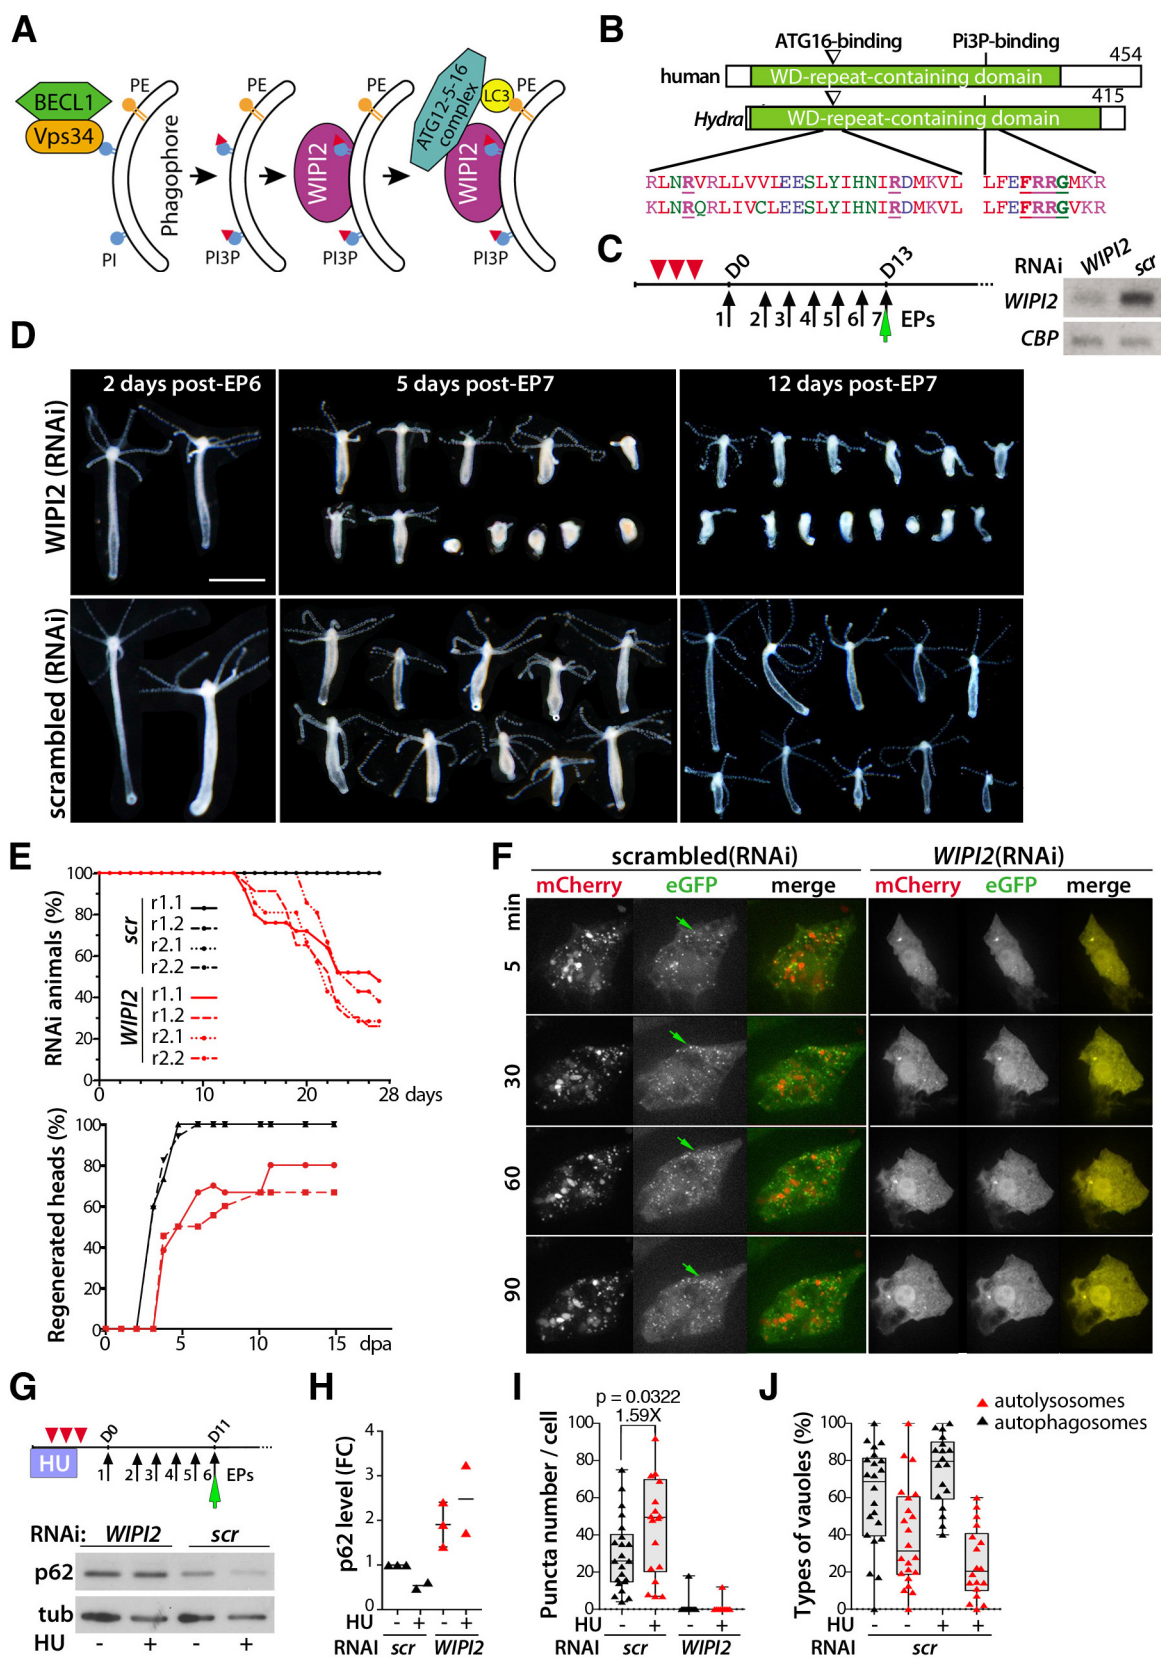 A
BECL1
Vps34
PE
PI
Phagophore
PE
PI3P
WIPI2
PE
PI3P
ATG12-5-16
complex
LC3
PE
WIPI2
PI3P
B
ATG16-binding
Pi3P-binding
454
human
WD-repeat-containing domain
415
Hydra
WD-repeat-containing domain
RLNRVRLLVVLEESLYIHNIRDMKVL LFEFRRGMKR
KLNRQRLIVCLEESLYIHNIRDMKVL LFEFRRGVKR
C
D0
D13
1 2 3 4 5 6 7 EPs
RNAi WIPI2 scr
WIPI2
CBP
D
2 days post-EP6
5 days post-EP7
12 days post-EP7
WIPI2 (RNAi)
scrambled (RNAi)
E
RNAi animals (%)
100
80
60
40
20
0
scr
r1.1
r1.2
r2.1
r2.2
WIPI2
r1.1
r1.2
r2.1
r2.2
0 10 20 28 days
Regenerated heads (%)
100
80
60
40
20
0
0 5 10 15 dpa
F
scrambled(RNAi)
WIPI2(RNAi)
mCherry eGFP merge
mCherry eGFP merge
min
5
30
60
90
G
D0
D11
HU
1 2 3 4 5 6 EPs
RNAi: WIPI2 scr
p62
tub
HU - + - +
H
p62 level (FC)
4
3
2
1
0
HU - + - +
RNAI scr WIPI2
I
p = 0.0322
1.59X
Puncta number / cell
100
80
60
40
20
0
HU - + - +
RNAI scr WIPI2
J
autolysosomes
autophagosomes
Types of vauoles (%)
100
80
60
40
20
0
HU - - + +
RNAI scr